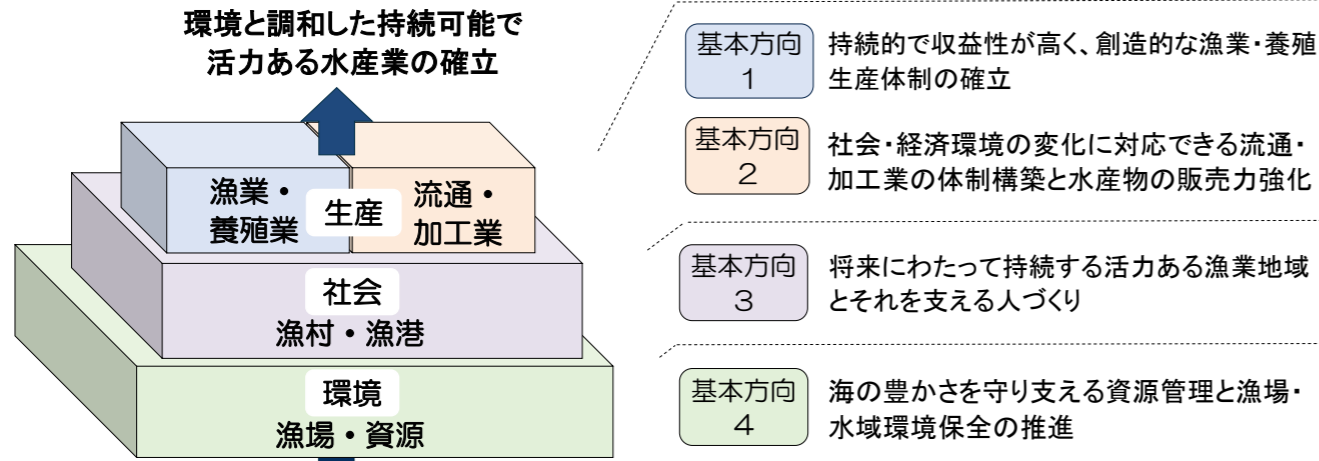 環境と調和した持続可能で
活力ある水産業の確立
漁業・
養殖業
生産
流通・
加工業
社会
漁村・漁港
環境
漁場・資源
基本方向
1
持続的で収益性が高く、創造的な漁業・養殖
生産体制の確立
基本方向
2
社会・経済環境の変化に対応できる流通・
加工業の体制構築と水産物の販売力強化
基本方向
3
将来にわたって持続する活力ある漁業地域
とそれを支える人づくり
基本方向
4
海の豊かさを守り支える資源管理と漁場・
水域環境保全の推進